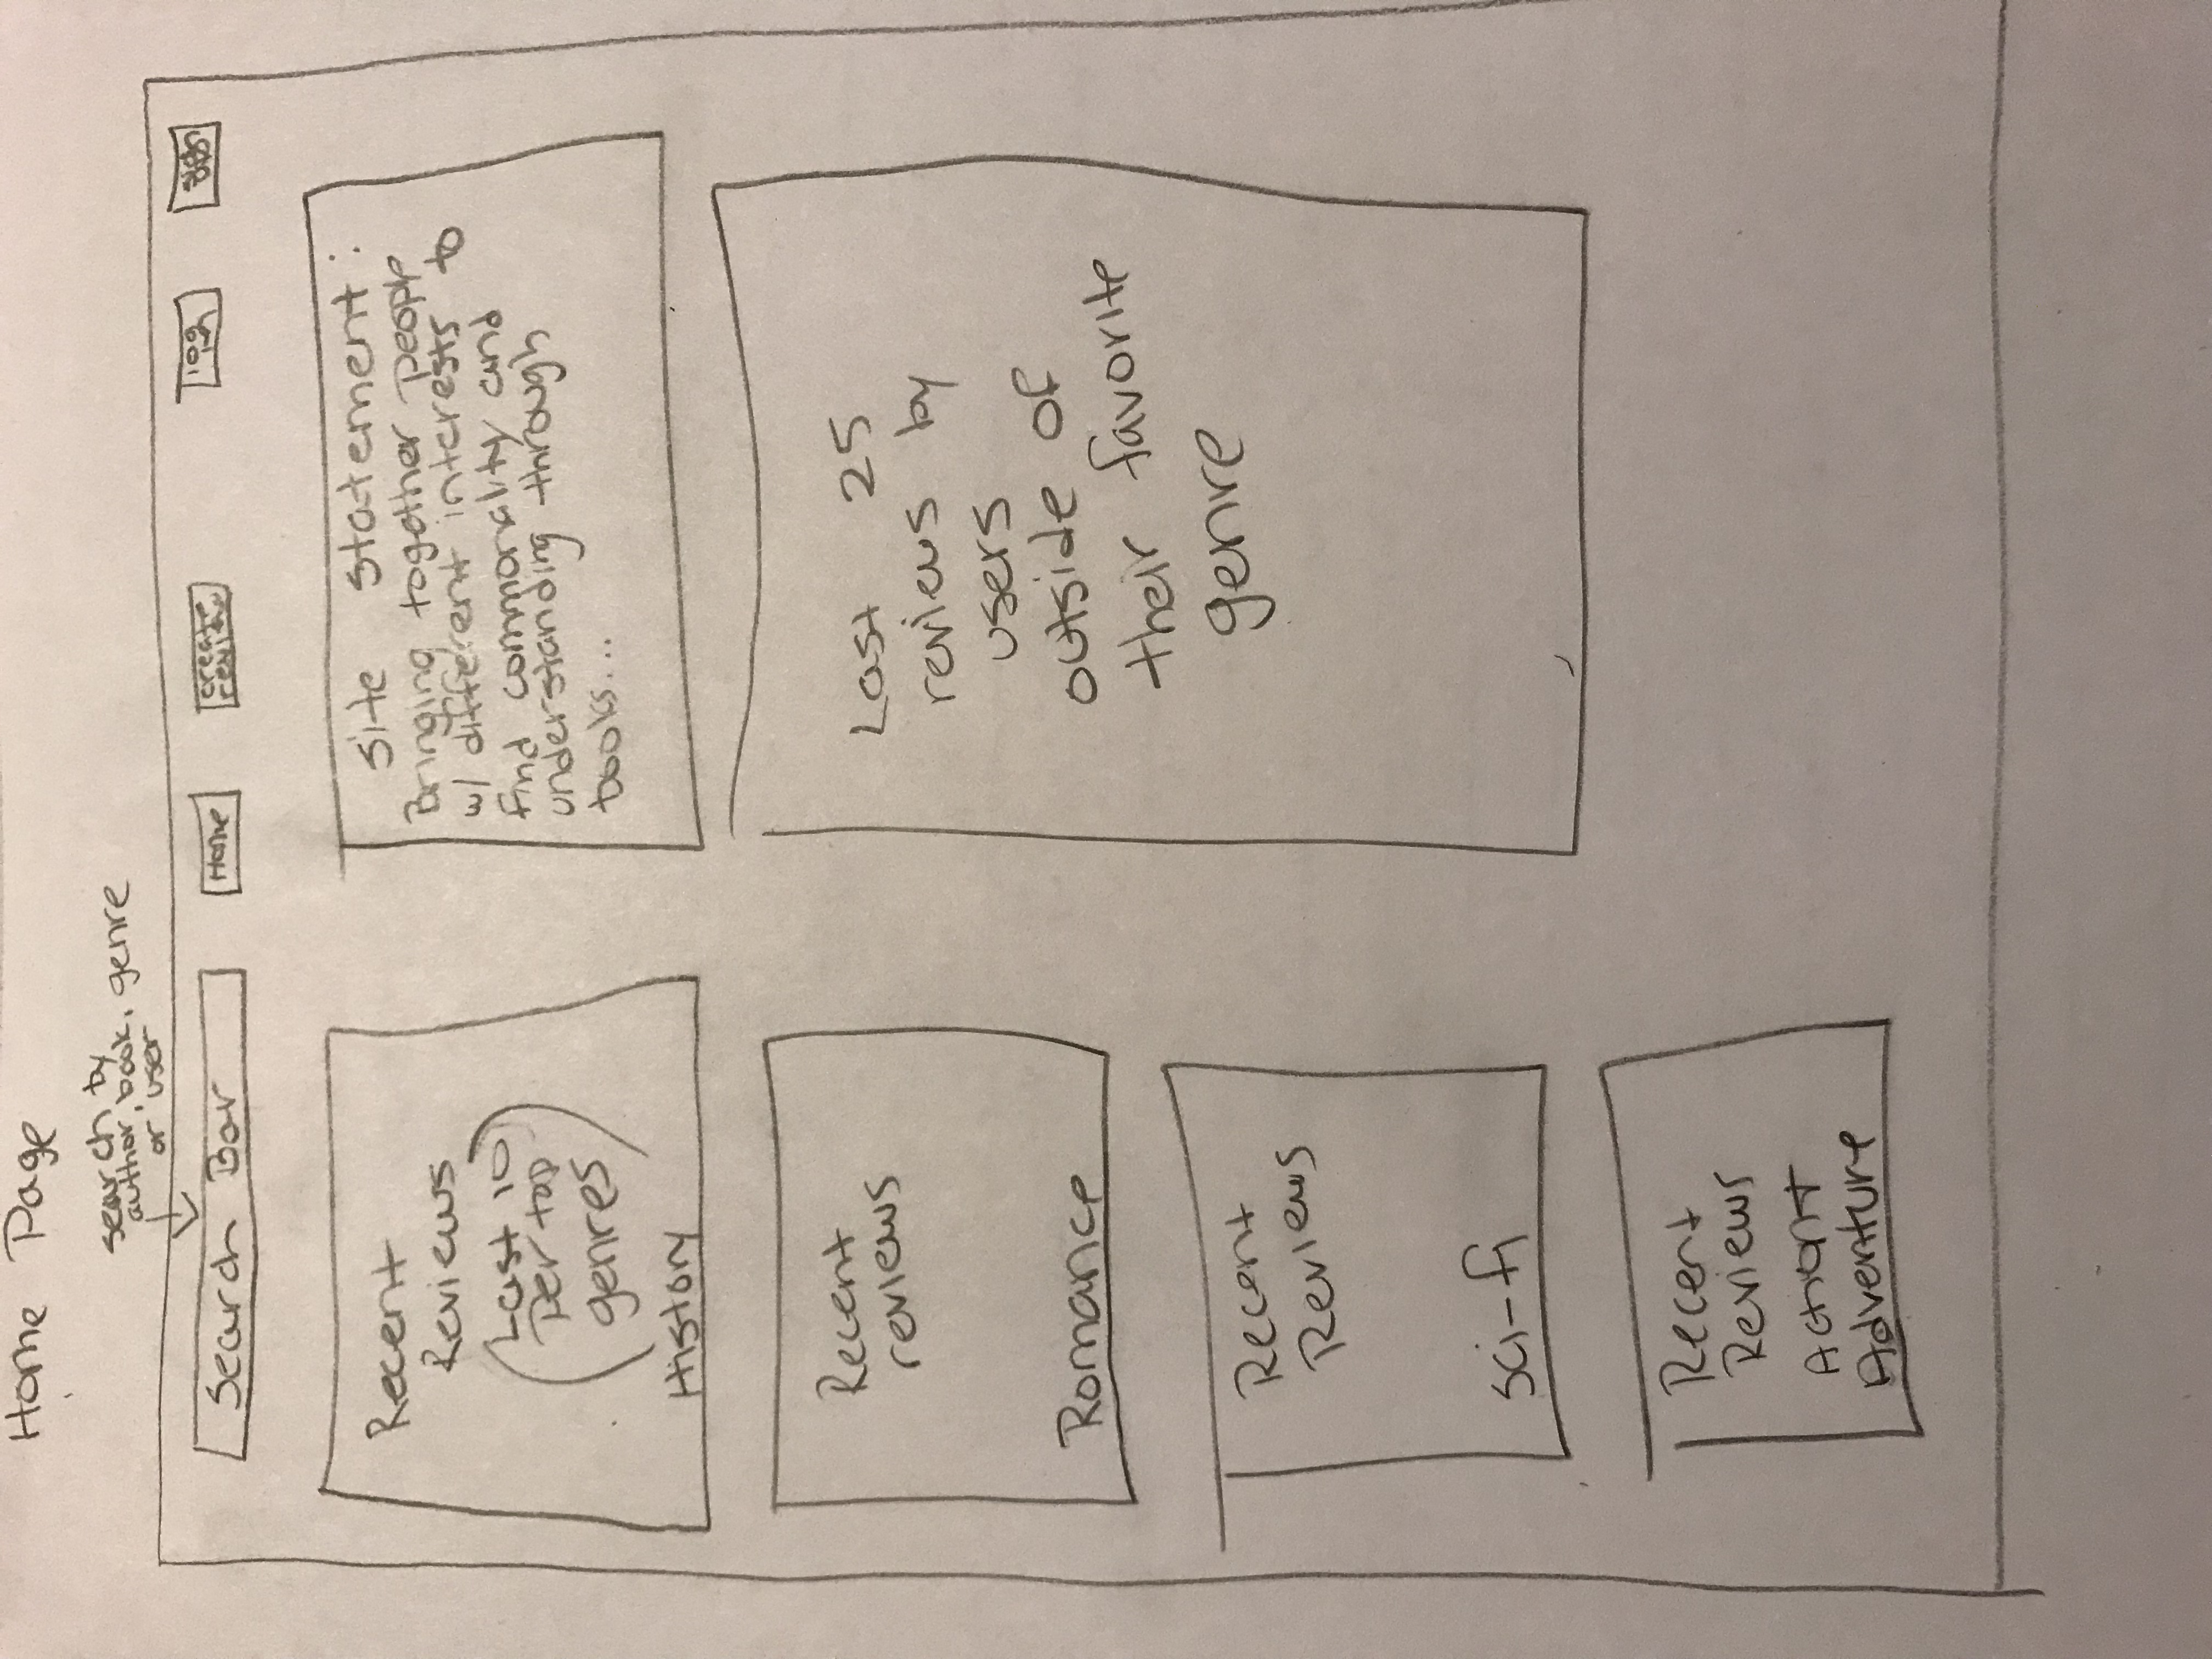 Home Page
search by
author, book, genre
or user
Search Bar
Home
create
review
log
in
sign
up
Recent
Reviews
(Last 10
per top
genres)
History
Site statement:
Bringing together people
w/ different interests to
find commonality and
understanding through
books...
Recent
reviews
Romance
Last 25
reviews by
users
outside of
their favorite
genre
Recent
Reviews
Sci-fi
Recent
Reviews
Action+
Adventure